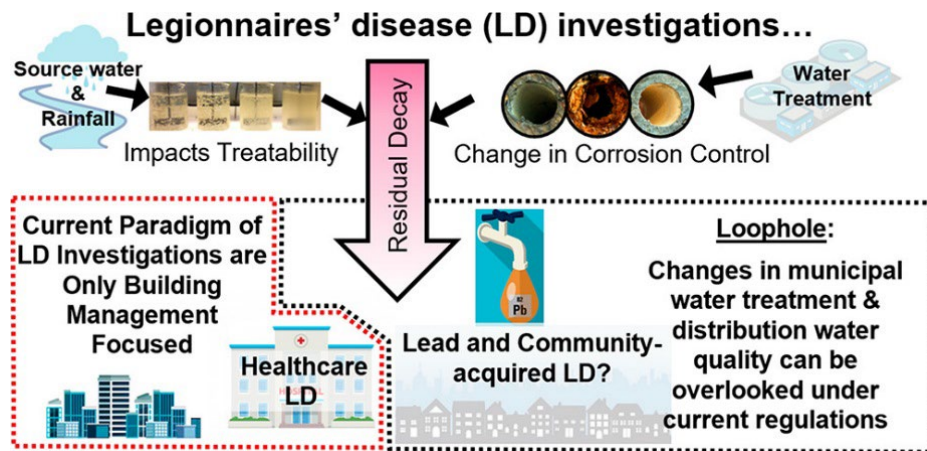 Legionnaires' disease (LD) investigations…
Source water
&
Rainfall
Impacts Treatability
Residual Decay
Change in Corrosion Control
Water
Treatment
Current Paradigm of
LD Investigations are
Only Building
Management
Focused
Healthcare
LD
82
Pb
Lead and Community-
acquired LD?
Loophole:
Changes in municipal
water treatment &
distribution water
quality can be
overlooked under
current regulations